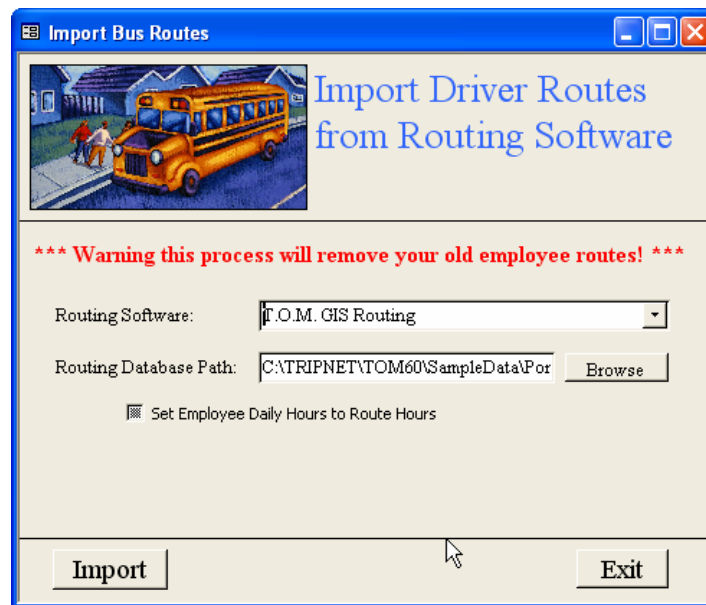 Import Bus Routes
Import Driver Routes
from Routing Software
*** Warning this process will remove your old employee routes! ***
Routing Software: T.O.M. GIS Routing
Routing Database Path: C:\TRIPNET\TOM60\SampleData\Por Browse
Set Employee Daily Hours to Route Hours
Import Exit